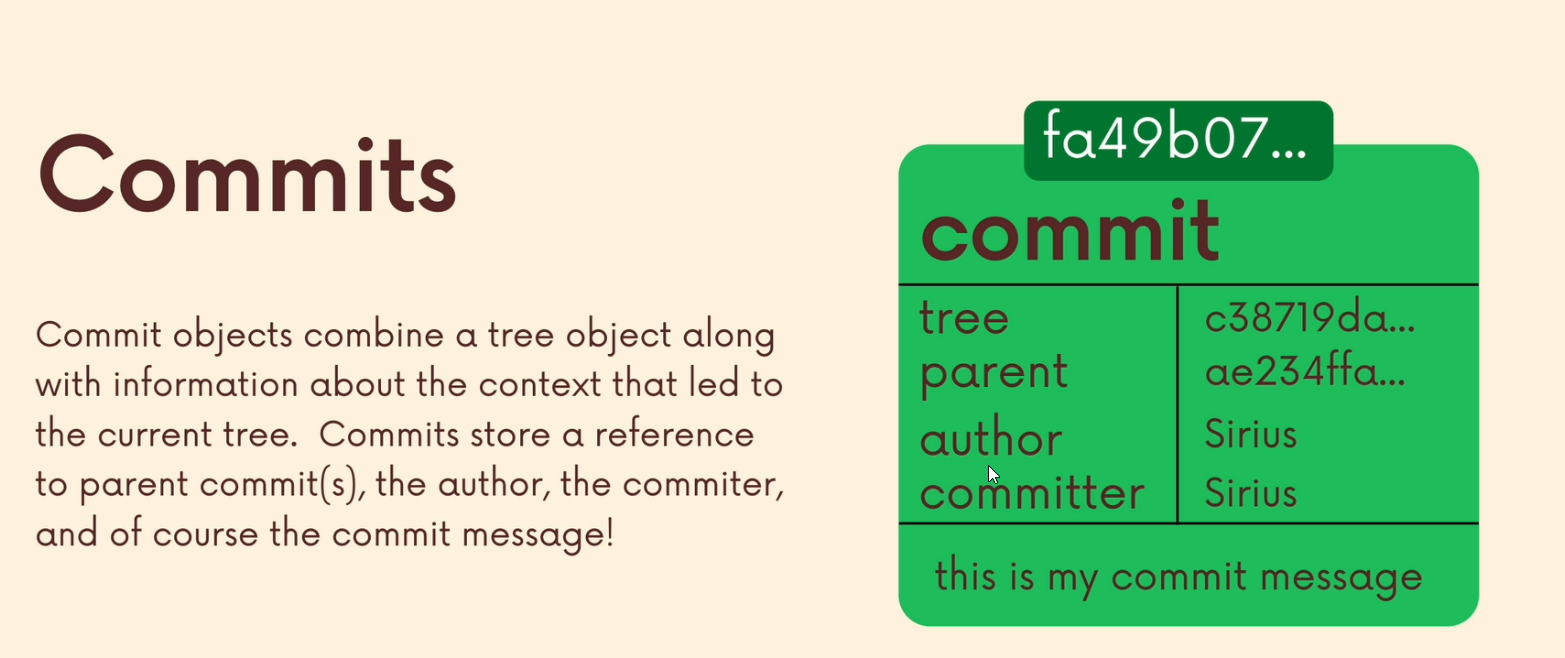 Commits
Commit objects combine a tree object along
with information about the context that led to
the current tree.  Commits store a reference
to parent commit(s), the author, the commiter,
and of course the commit message!
fa49b07...
commit
tree c38719da...
parent ae234ffa...
author Sirius
committer Sirius
this is my commit message